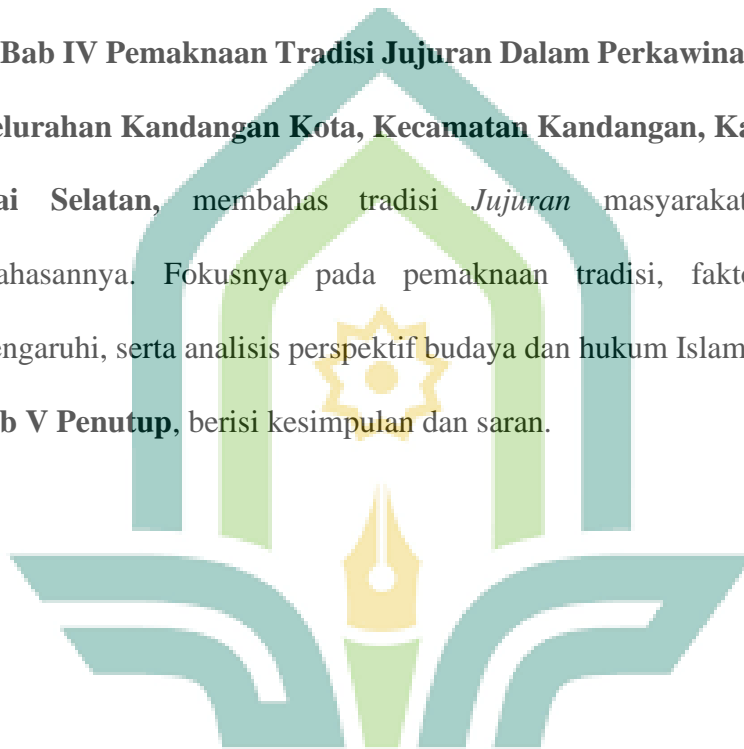 Bab IV Pemaknaan Tradisi Jujuran Dalam Perkawina
elurahan Kandangan Kota, Kecamatan Kandangan, Ka
ai Selatan, membahas tradisi Jujuran masyarakat
ahasannya. Fokusnya pada pemaknaan tradisi, fakto
engaruhi, serta analisis perspektif budaya dan hukum Islam
b V Penutup, berisi kesimpulan dan saran.